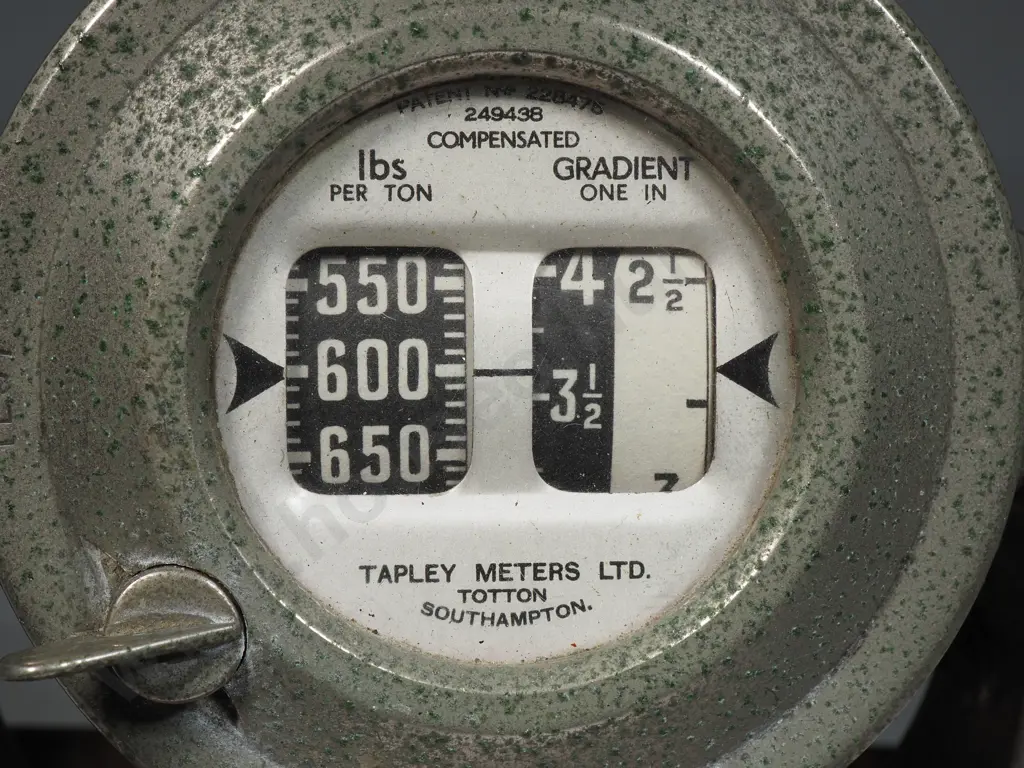 PATENT Nº 228475
249438
COMPENSATED
lbs
PER TON
GRADIENT
ONE IN
550
600
650
4
3½
2½
3
TAPLEY METERS LTD.
TOTTON
SOUTHAMPTON.